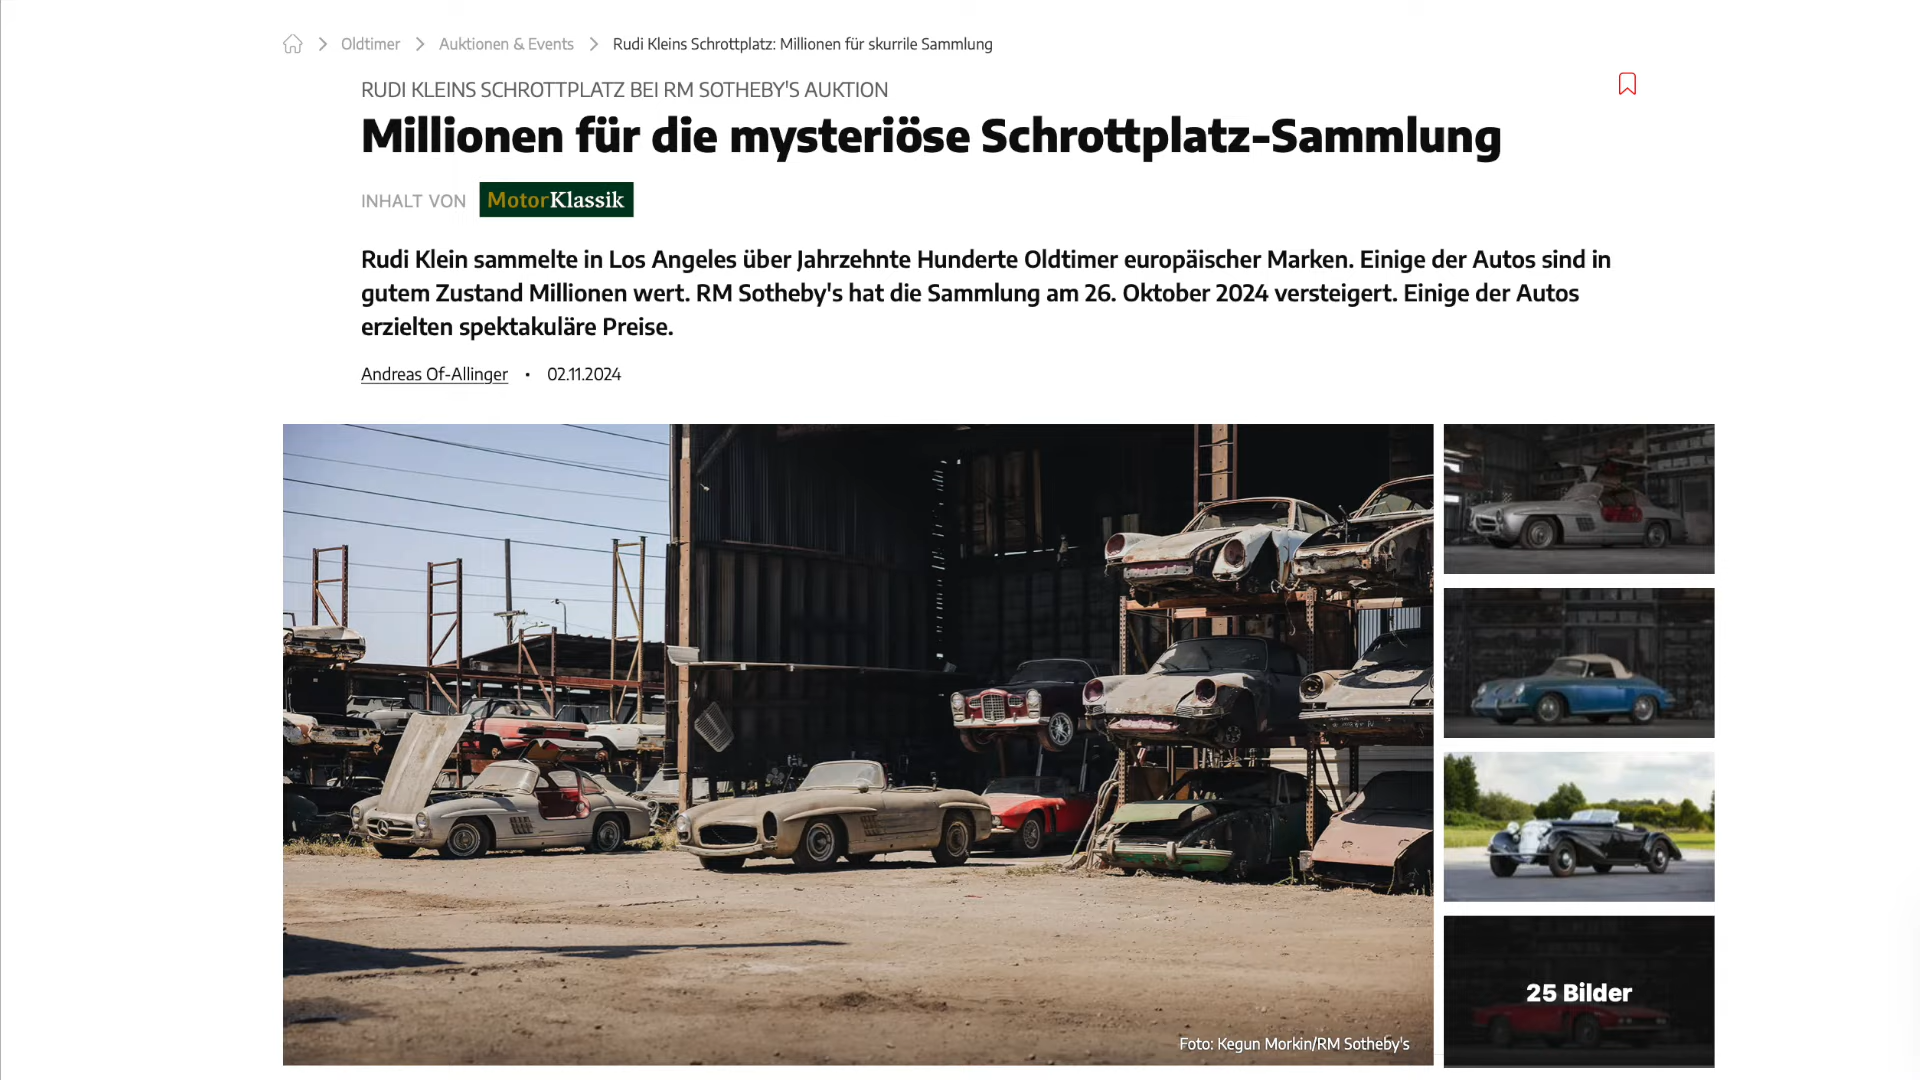 Oldtimer > Auktionen & Events > Rudi Kleins Schrottplatz: Millionen für skurrile Sammlung
RUDI KLEINS SCHROTTPLATZ BEI RM SOTHEBY'S AUKTION
Millionen für die mysteriöse Schrottplatz-Sammlung
INHALT VON MotorKlassik
Rudi Klein sammelte in Los Angeles über Jahrzehnte Hunderte Oldtimer europäischer Marken. Einige der Autos sind in
gutem Zustand Millionen wert. RM Sotheby's hat die Sammlung am 26. Oktober 2024 versteigert. Einige der Autos
erzielten spektakuläre Preise.
Andreas Of-Allinger • 02.11.2024
25 Bilder
Foto: Kegun Morkin/RM Sotheby's